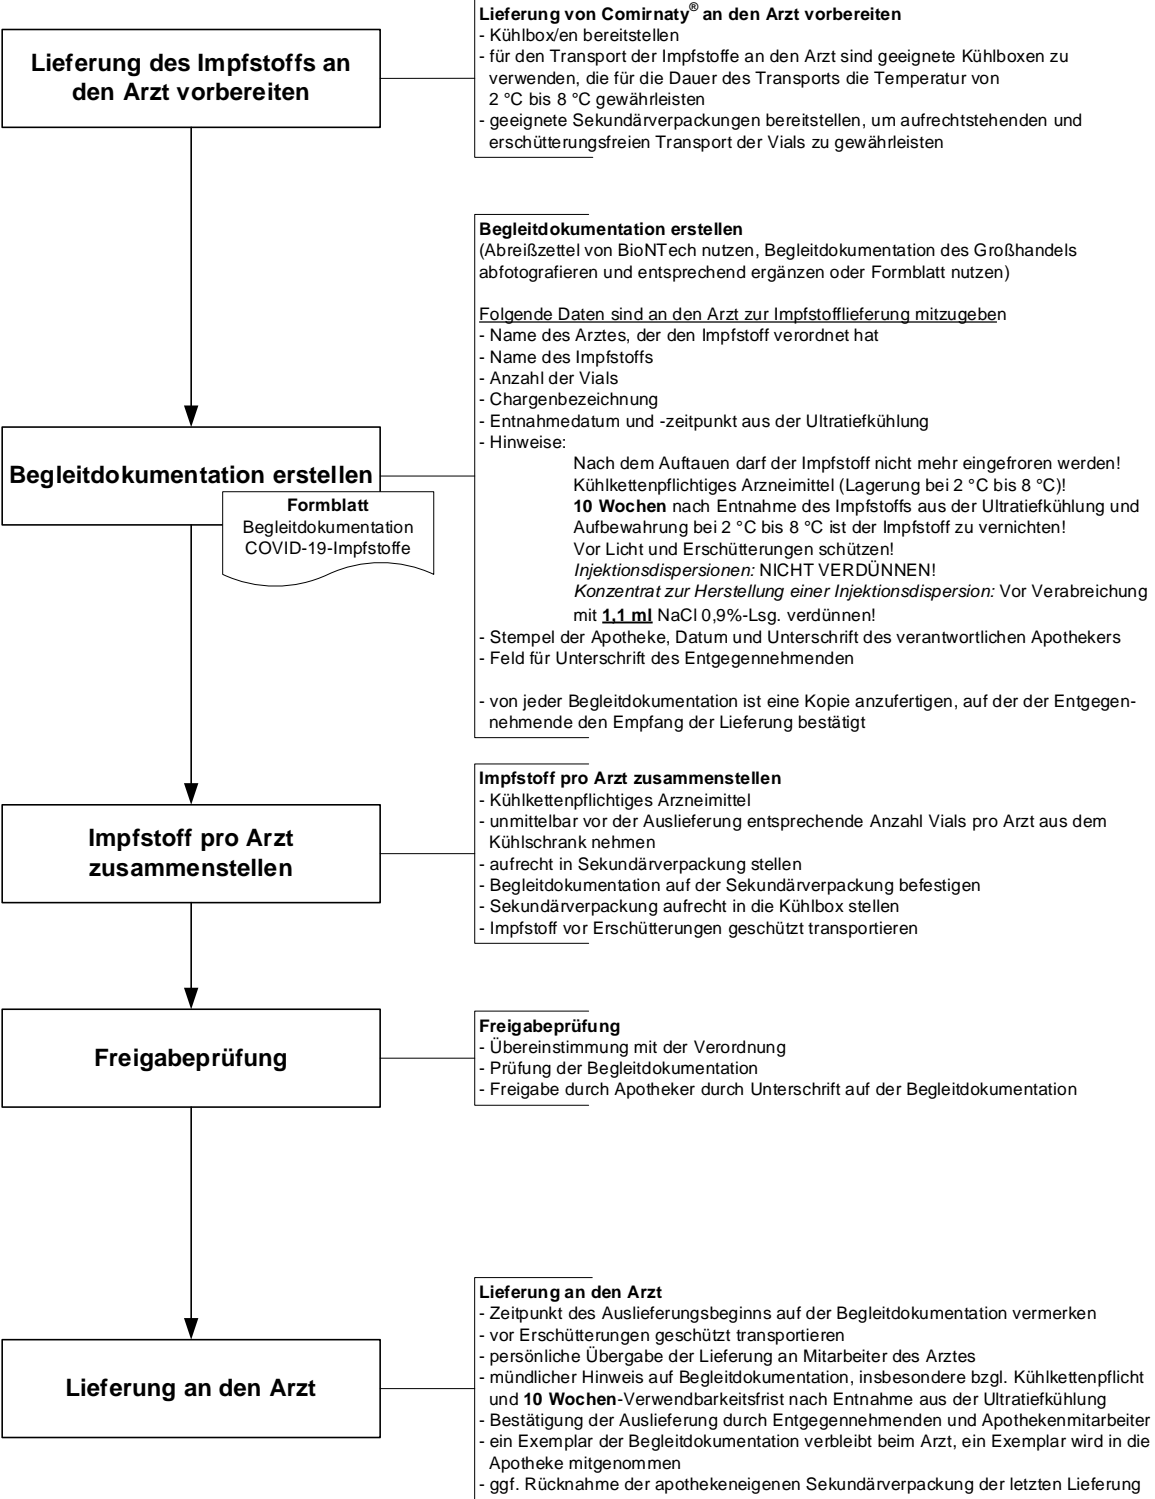 Lieferung des Impfstoffs an
den Arzt vorbereiten
Lieferung von Comirnaty® an den Arzt vorbereiten
- Kühlbox/en bereitstellen
- für den Transport der Impfstoffe an den Arzt sind geeignete Kühlboxen zu
verwenden, die für die Dauer des Transports die Temperatur von
2 °C bis 8 °C gewährleisten
- geeignete Sekundärverpackungen bereitstellen, um aufrechtstehenden und
erschütterungsfreien Transport der Vials zu gewährleisten
Begleitdokumentation erstellen
Formblatt
Begleitdokumentation
COVID-19-Impfstoffe
Begleitdokumentation erstellen
(Abreißzettel von BioNTech nutzen, Begleitdokumentation des Großhandels
abfotografieren und entsprechend ergänzen oder Formblatt nutzen)
Folgende Daten sind an den Arzt zur Impfstofflieferung mitzugeben
- Name des Arztes, der den Impfstoff verordnet hat
- Name des Impfstoffs
- Anzahl der Vials
- Chargenbezeichnung
- Entnahmedatum und -zeitpunkt aus der Ultratiefkühlung
- Hinweise:
Nach dem Auftauen darf der Impfstoff nicht mehr eingefroren werden!
Kühlkettenpflichtiges Arzneimittel (Lagerung bei 2 °C bis 8 °C)!
10 Wochen nach Entnahme des Impfstoffs aus der Ultratiefkühlung und
Aufbewahrung bei 2 °C bis 8 °C ist der Impfstoff zu vernichten!
Vor Licht und Erschütterungen schützen!
Injektionsdispersionen: NICHT VERDÜNNEN!
Konzentrat zur Herstellung einer Injektionsdispersion: Vor Verabreichung
mit 1,1 ml NaCl 0,9%-Lsg. verdünnen!
- Stempel der Apotheke, Datum und Unterschrift des verantwortlichen Apothekers
- Feld für Unterschrift des Entgegennehmenden
- von jeder Begleitdokumentation ist eine Kopie anzufertigen, auf der der Entgegen-
nehmende den Empfang der Lieferung bestätigt
Impfstoff pro Arzt
zusammenstellen
Impfstoff pro Arzt zusammenstellen
- Kühlkettenpflichtiges Arzneimittel
- unmittelbar vor der Auslieferung entsprechende Anzahl Vials pro Arzt aus dem
Kühlschrank nehmen
- aufrecht in Sekundärverpackung stellen
- Begleitdokumentation auf der Sekundärverpackung befestigen
- Sekundärverpackung aufrecht in die Kühlbox stellen
- Impfstoff vor Erschütterungen geschützt transportieren
Freigabeprüfung
Freigabeprüfung
- Übereinstimmung mit der Verordnung
- Prüfung der Begleitdokumentation
- Freigabe durch Apotheker durch Unterschrift auf der Begleitdokumentation
Lieferung an den Arzt
Lieferung an den Arzt
- Zeitpunkt des Auslieferungsbeginns auf der Begleitdokumentation vermerken
- vor Erschütterungen geschützt transportieren
- persönliche Übergabe der Lieferung an Mitarbeiter des Arztes
- mündlicher Hinweis auf Begleitdokumentation, insbesondere bzgl. Kühlkettenpflicht
und 10 Wochen-Verwendbarkeitsfrist nach Entnahme aus der Ultratiefkühlung
- Bestätigung der Auslieferung durch Entgegennehmenden und Apothekenmitarbeiter
- ein Exemplar der Begleitdokumentation verbleibt beim Arzt, ein Exemplar wird in die
Apotheke mitgenommen
- ggf. Rücknahme der apothekeneigenen Sekundärverpackung der letzten Lieferung